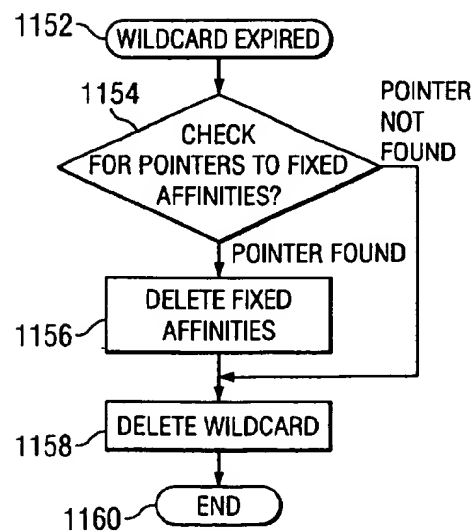 1152
WILDCARD EXPIRED
1154
POINTER
NOT
FOUND
CHECK
FOR POINTERS TO FIXED
AFFINITIES?
POINTER FOUND
DELETE FIXED
AFFINITIES
1156
DELETE WILDCARD
1158
END
1160